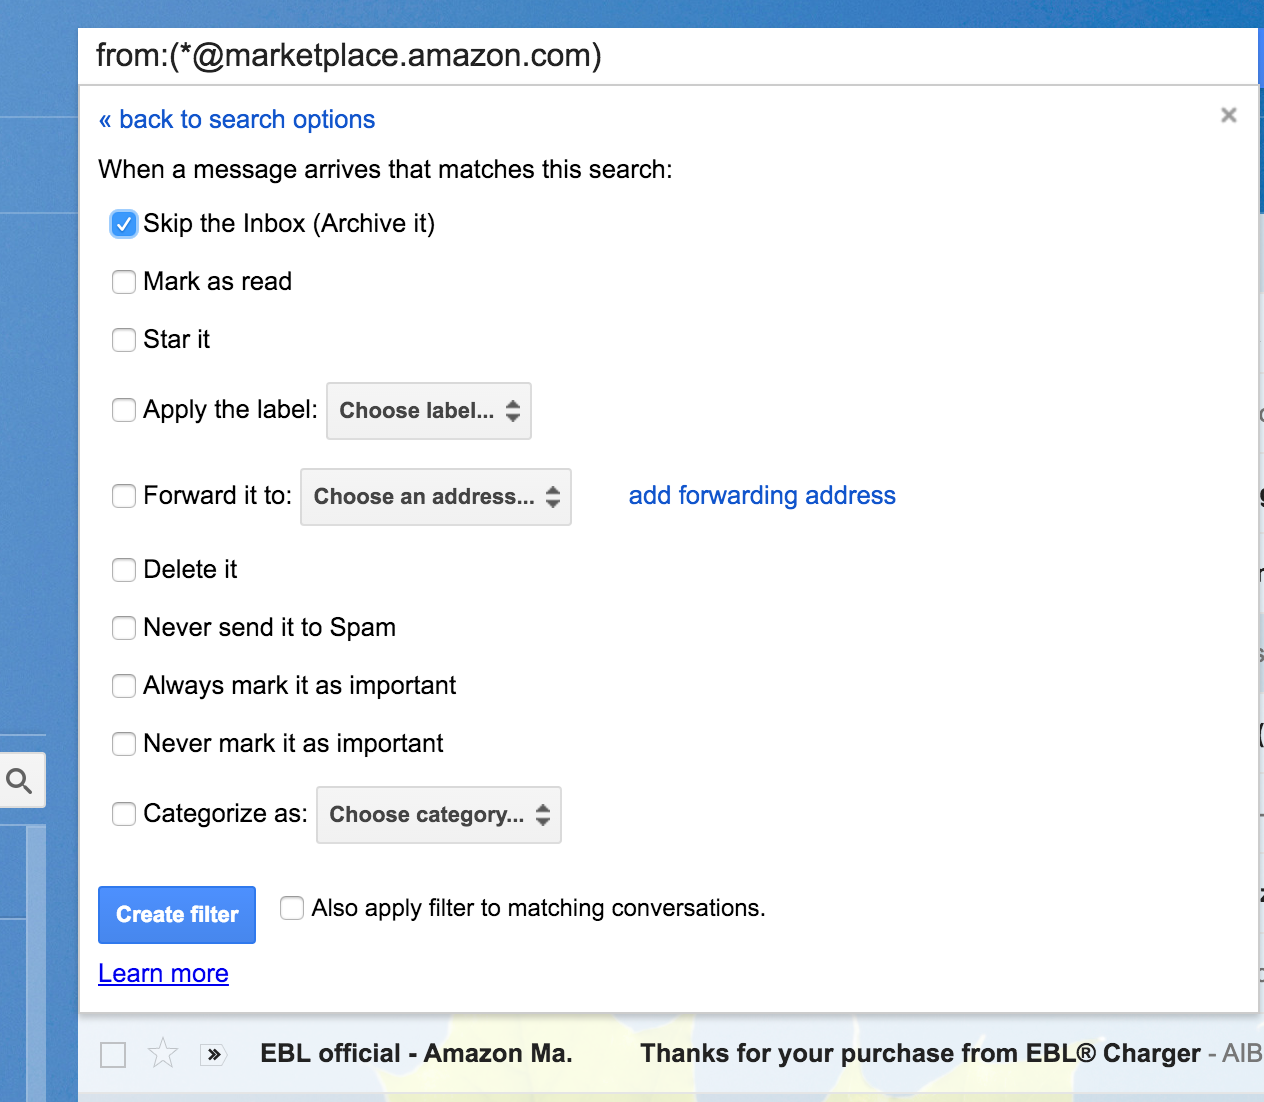 from:(*@marketplace.amazon.com)
« back to search options
When a message arrives that matches this search:
Skip the Inbox (Archive it)
Mark as read
Star it
Apply the label: Choose label...
Forward it to: Choose an address... add forwarding address
Delete it
Never send it to Spam
Always mark it as important
Never mark it as important
Categorize as: Choose category...
Create filter Also apply filter to matching conversations.
Learn more
EBL official - Amazon Ma. Thanks for your purchase from EBL® Charger -